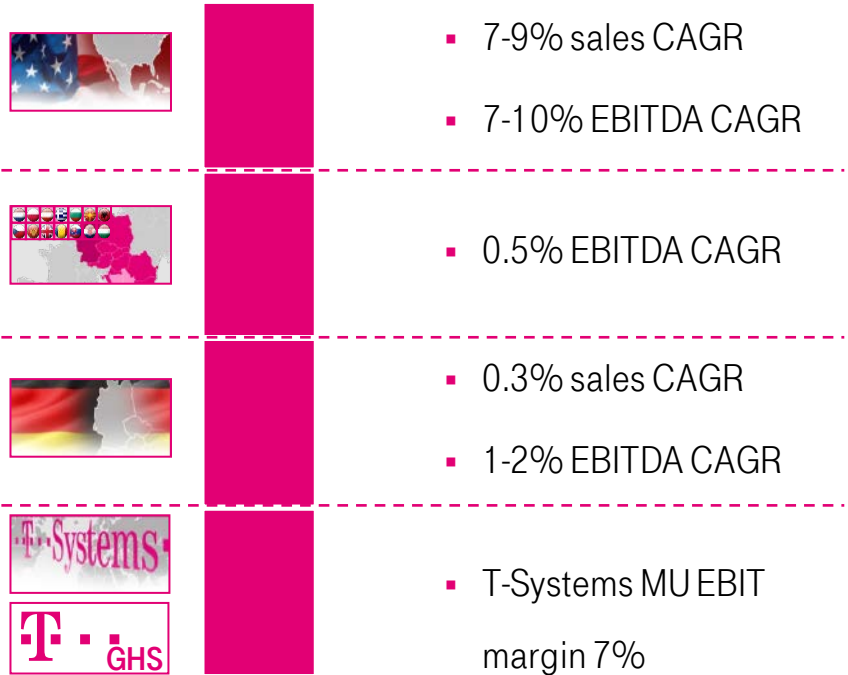 ▪ 7-9% sales CAGR
▪ 7-10% EBITDA CAGR
▪ 0.5% EBITDA CAGR
▪ 0.3% sales CAGR
▪ 1-2% EBITDA CAGR
·T··Systems·
▪ T-Systems MU EBIT
margin 7%
·T···
GHS